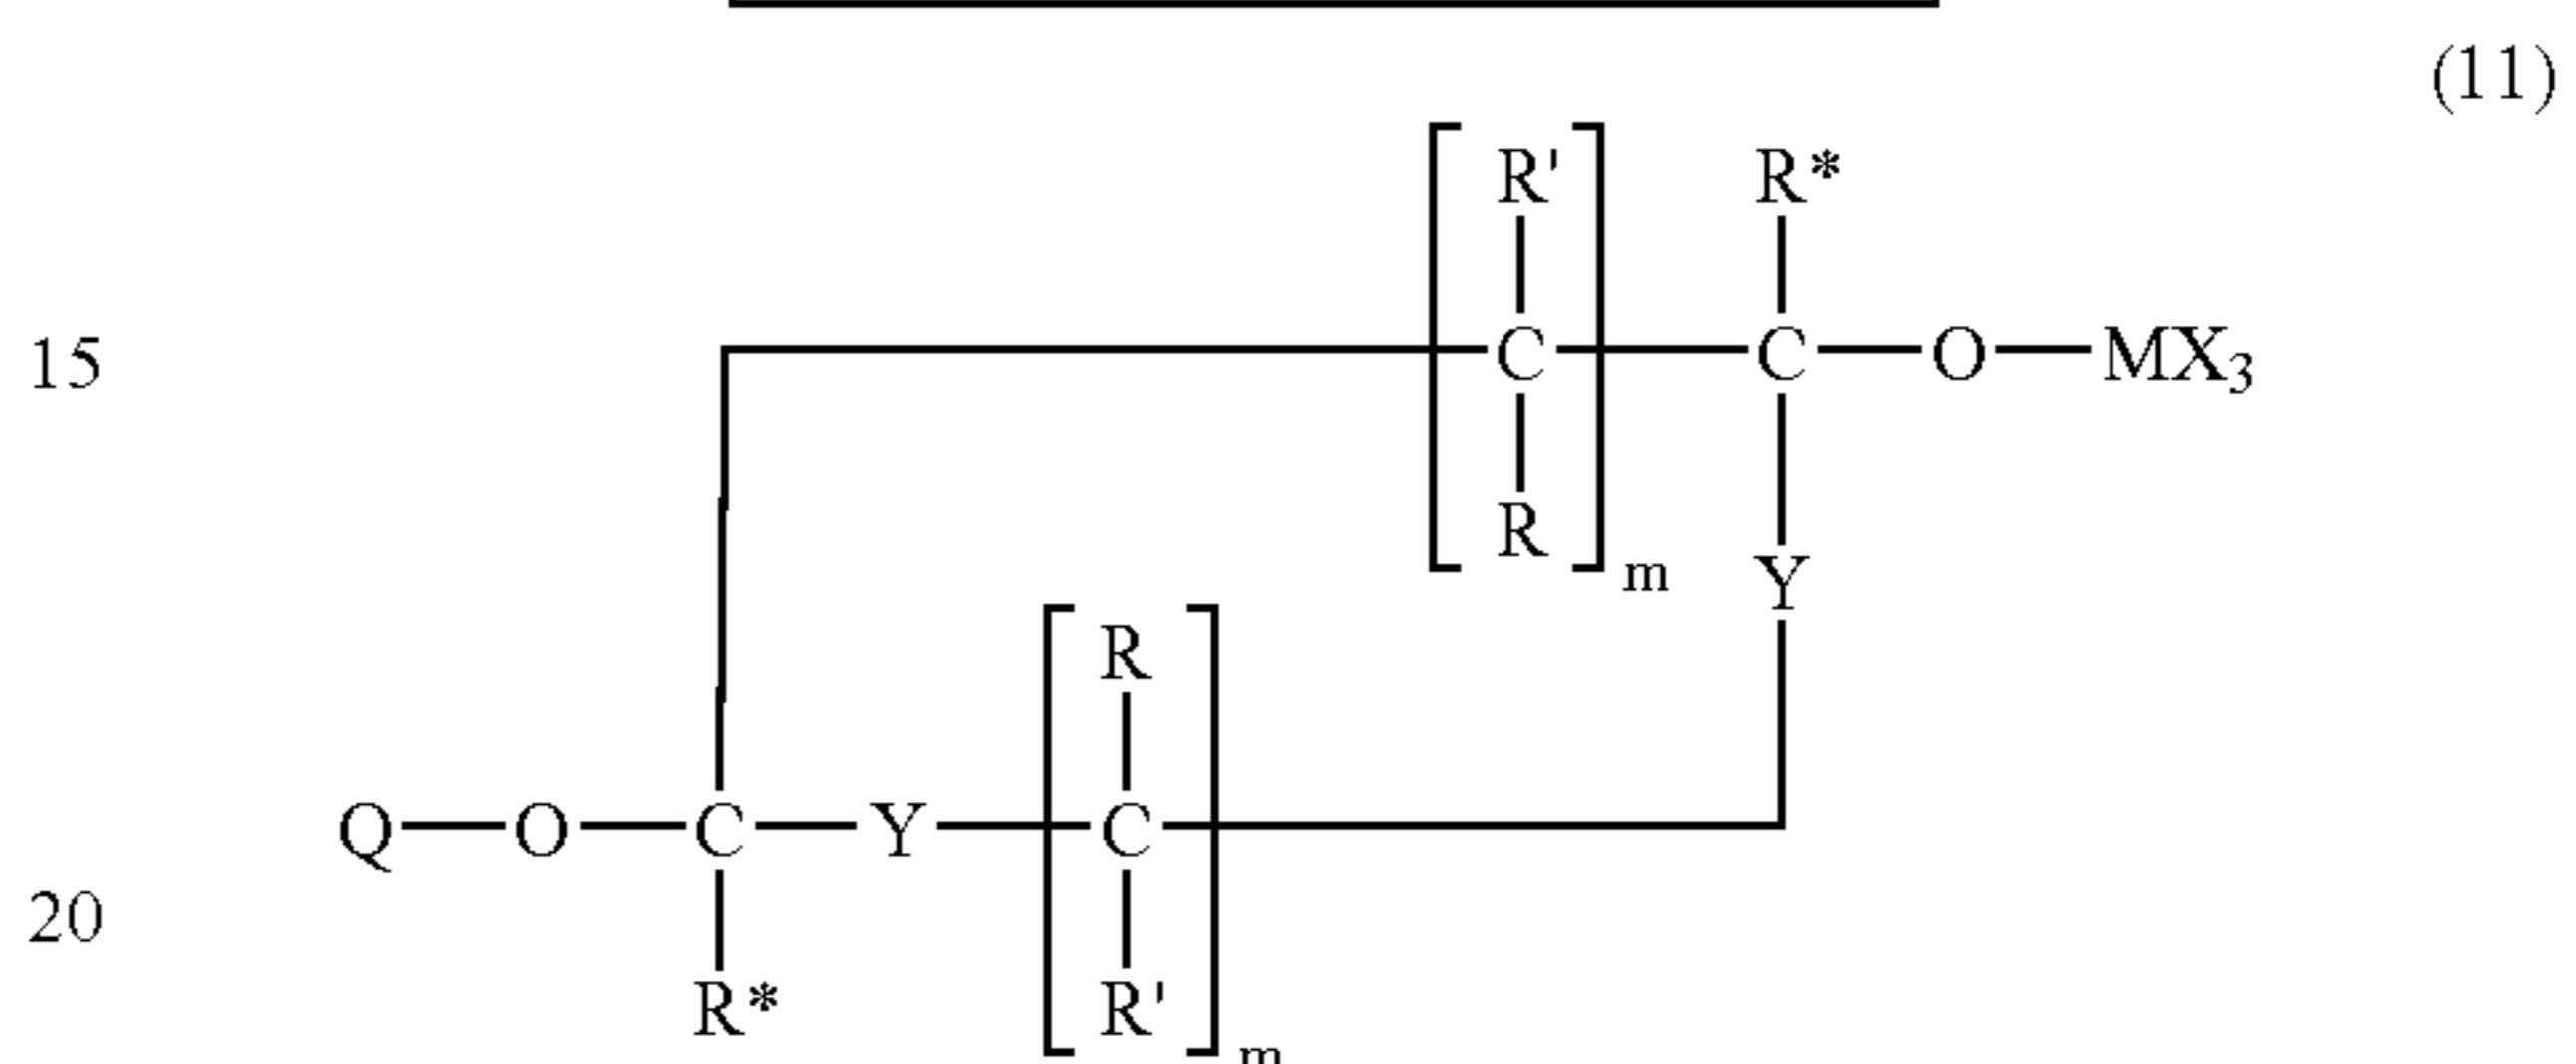 (11)
R' R*
15 C—C—O—MX₃
R m Y
R
Q—O—C—Y—C
20
R* R' m